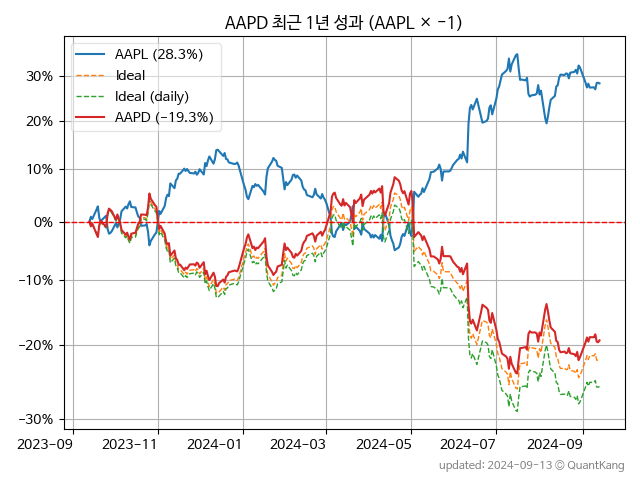 AAPD 최근 1년 성과 (AAPL × −1)
AAPL (28.3%)
Ideal
Ideal (daily)
AAPD (−19.3%)
30%
20%
10%
0%
−10%
−20%
−30%
2023-09 2023-11 2024-01 2024-03 2024-05 2024-07 2024-09
updated: 2024-09-13 © QuantKang